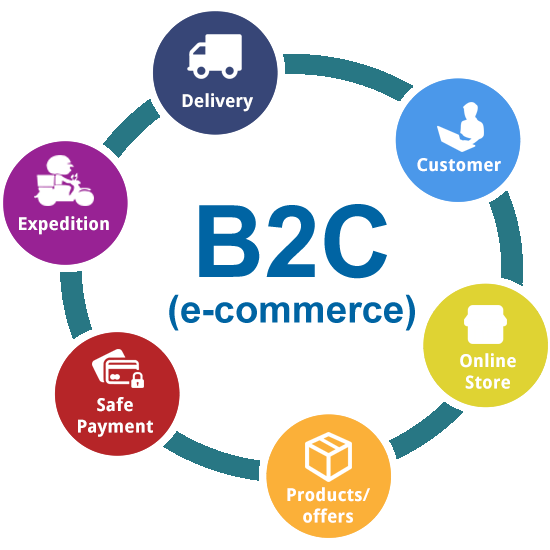 Delivery
Customer
Expedition
B2C
(e-commerce)
Online
Store
Safe
Payment
Products/
offers